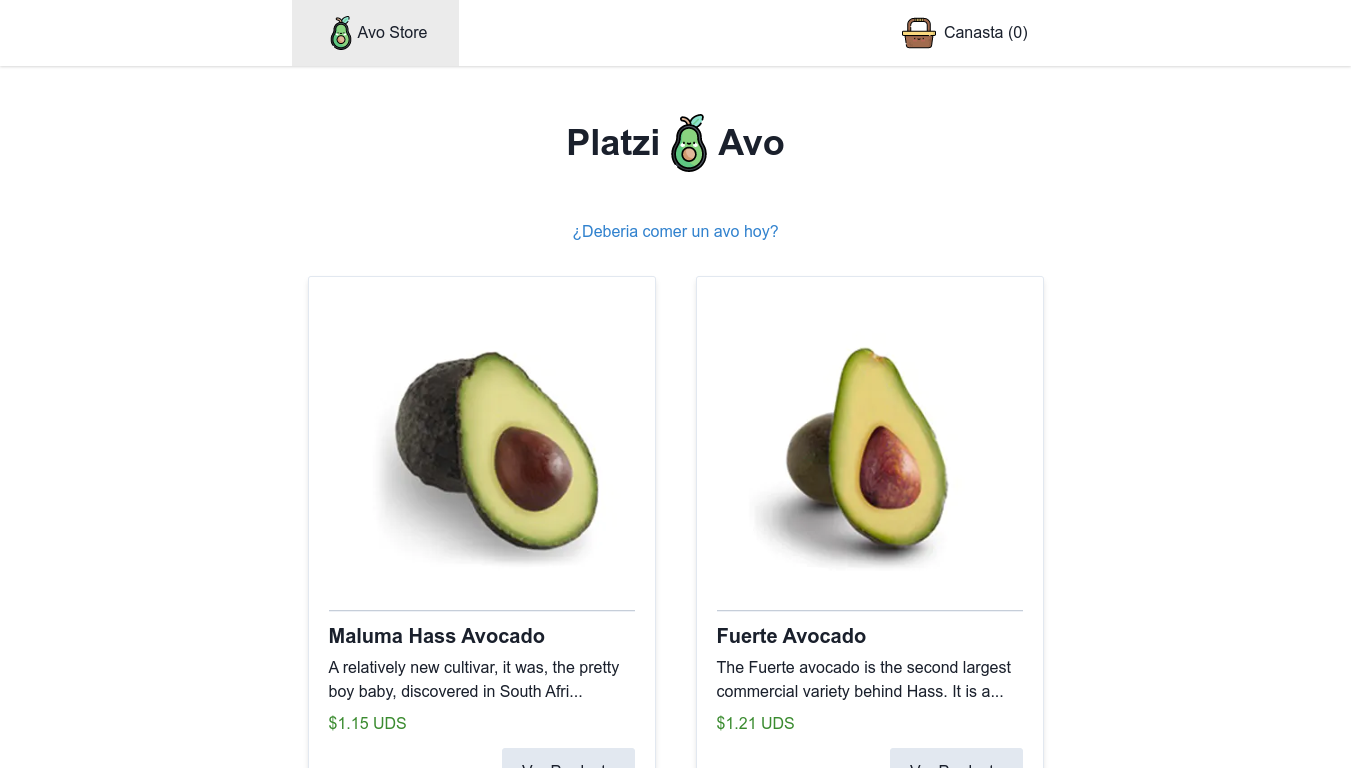 Avo Store
Canasta (0)
Platzi Avo
¿Deberia comer un avo hoy?
Maluma Hass Avocado
A relatively new cultivar, it was, the pretty
boy baby, discovered in South Afri...
$1.15 UDS
Fuerte Avocado
The Fuerte avocado is the second largest
commercial variety behind Hass. It is a...
$1.21 UDS